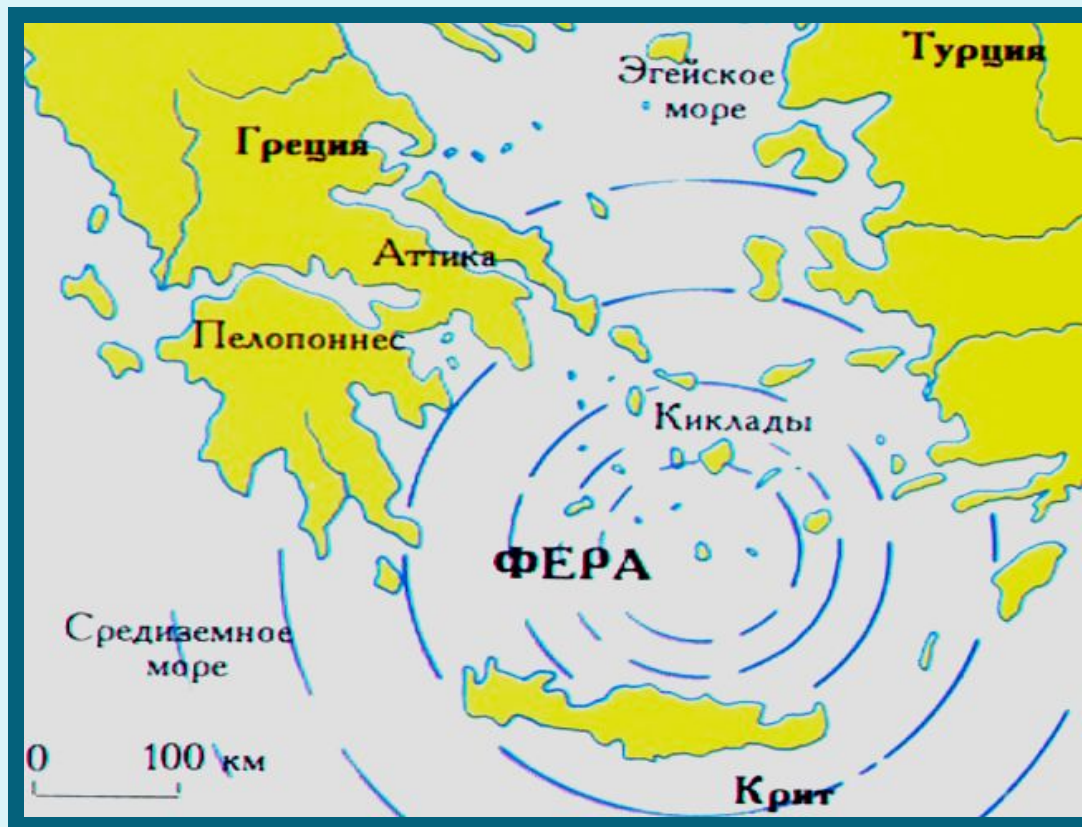 Турция
Эгейское
море
Греция
Аттика
Пелопоннес
Киклады
ФЕРА
Средиземное
море
0 100 км
Крит